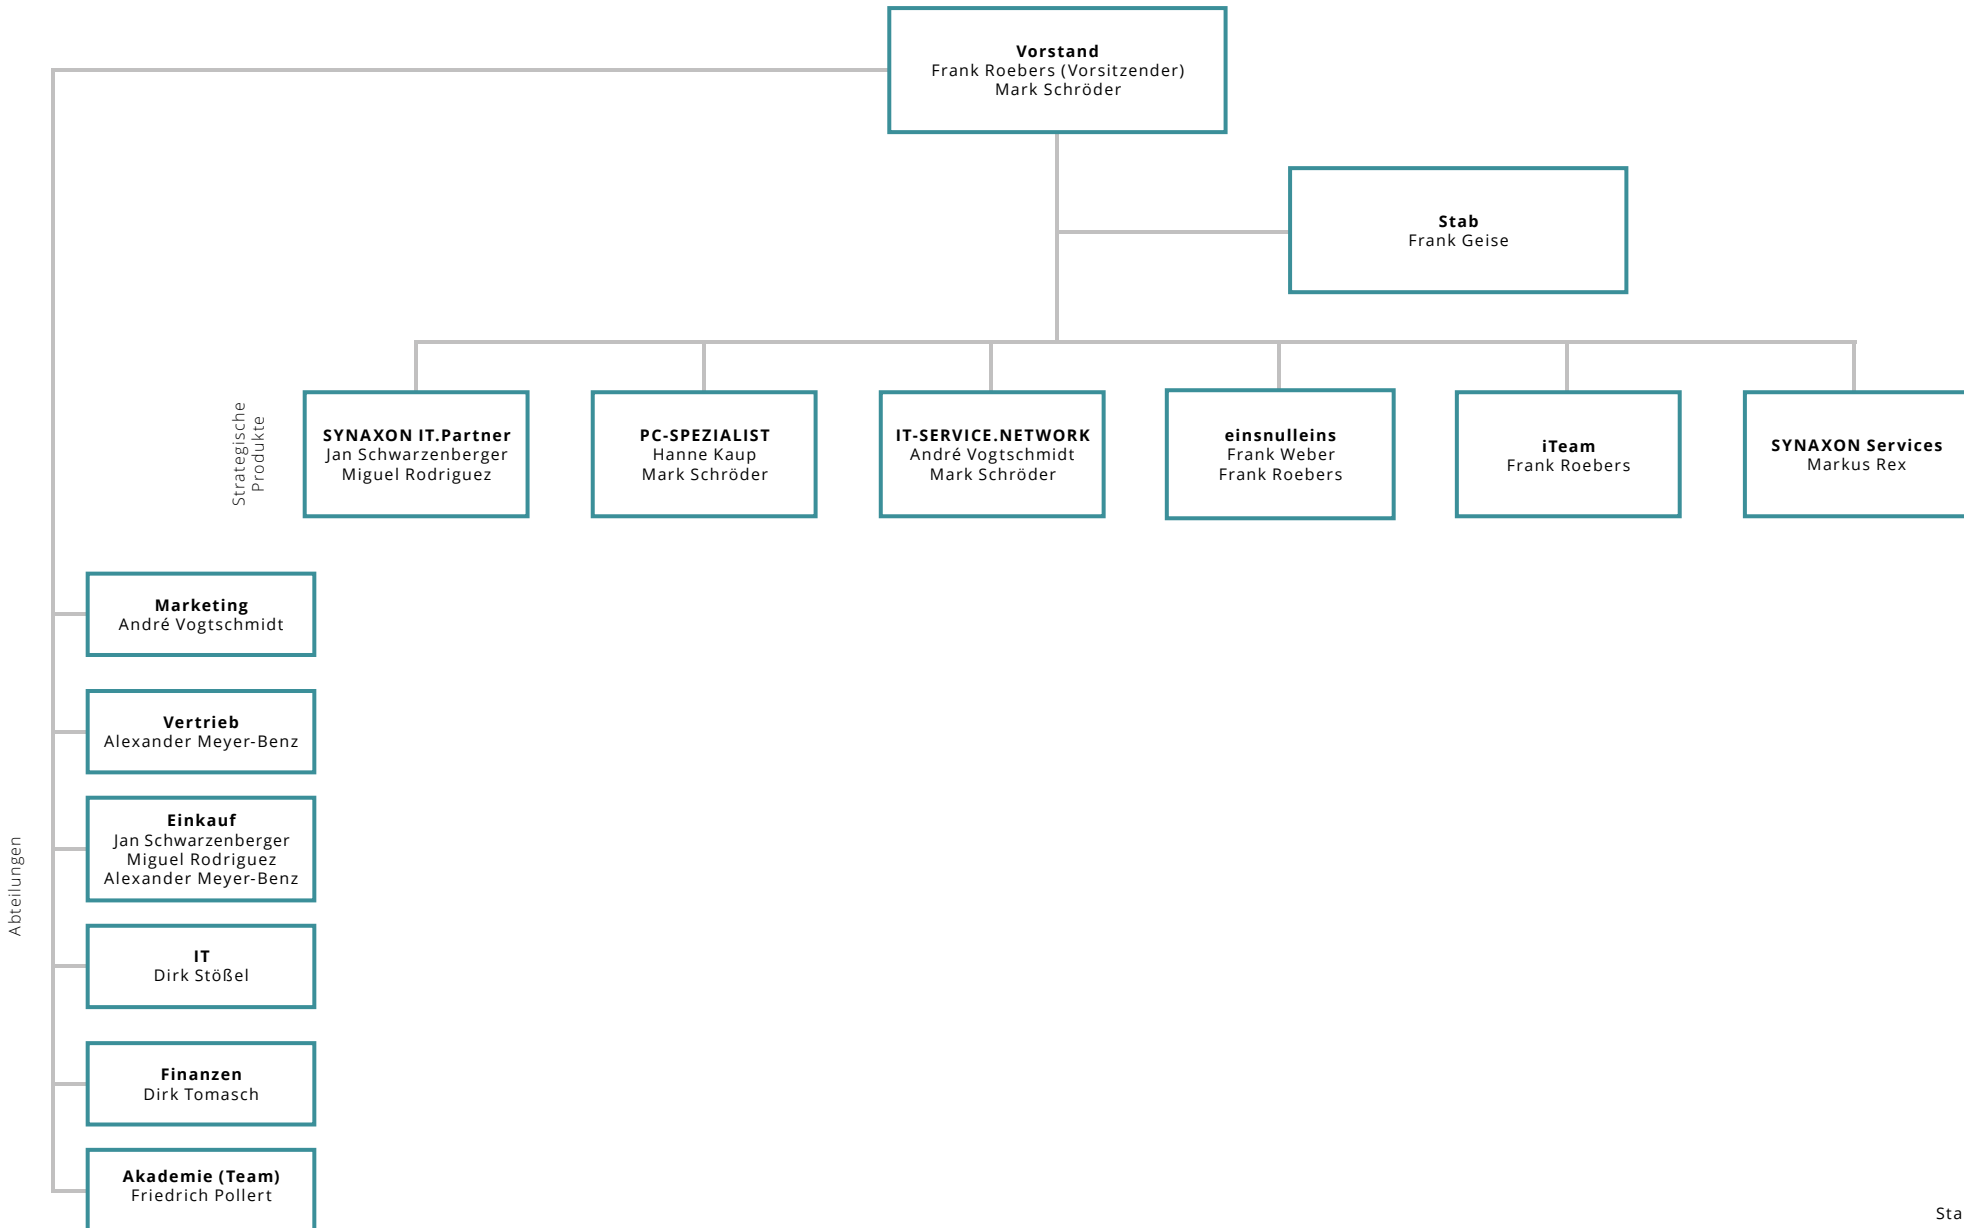 Vorstand
Frank Roebers (Vorsitzender)
Mark Schröder
Stab
Frank Geise
Strategische
Produkte
SYNAXON IT.Partner
Jan Schwarzenberger
Miguel Rodriguez
PC-SPEZIALIST
Hanne Kaup
Mark Schröder
IT-SERVICE.NETWORK
André Vogtschmidt
Mark Schröder
einsnulleins
Frank Weber
Frank Roebers
iTeam
Frank Roebers
SYNAXON Services
Markus Rex
Abteilungen
Marketing
André Vogtschmidt
Vertrieb
Alexander Meyer-Benz
Einkauf
Jan Schwarzenberger
Miguel Rodriguez
Alexander Meyer-Benz
IT
Dirk Stößel
Finanzen
Dirk Tomasch
Akademie (Team)
Friedrich Pollert